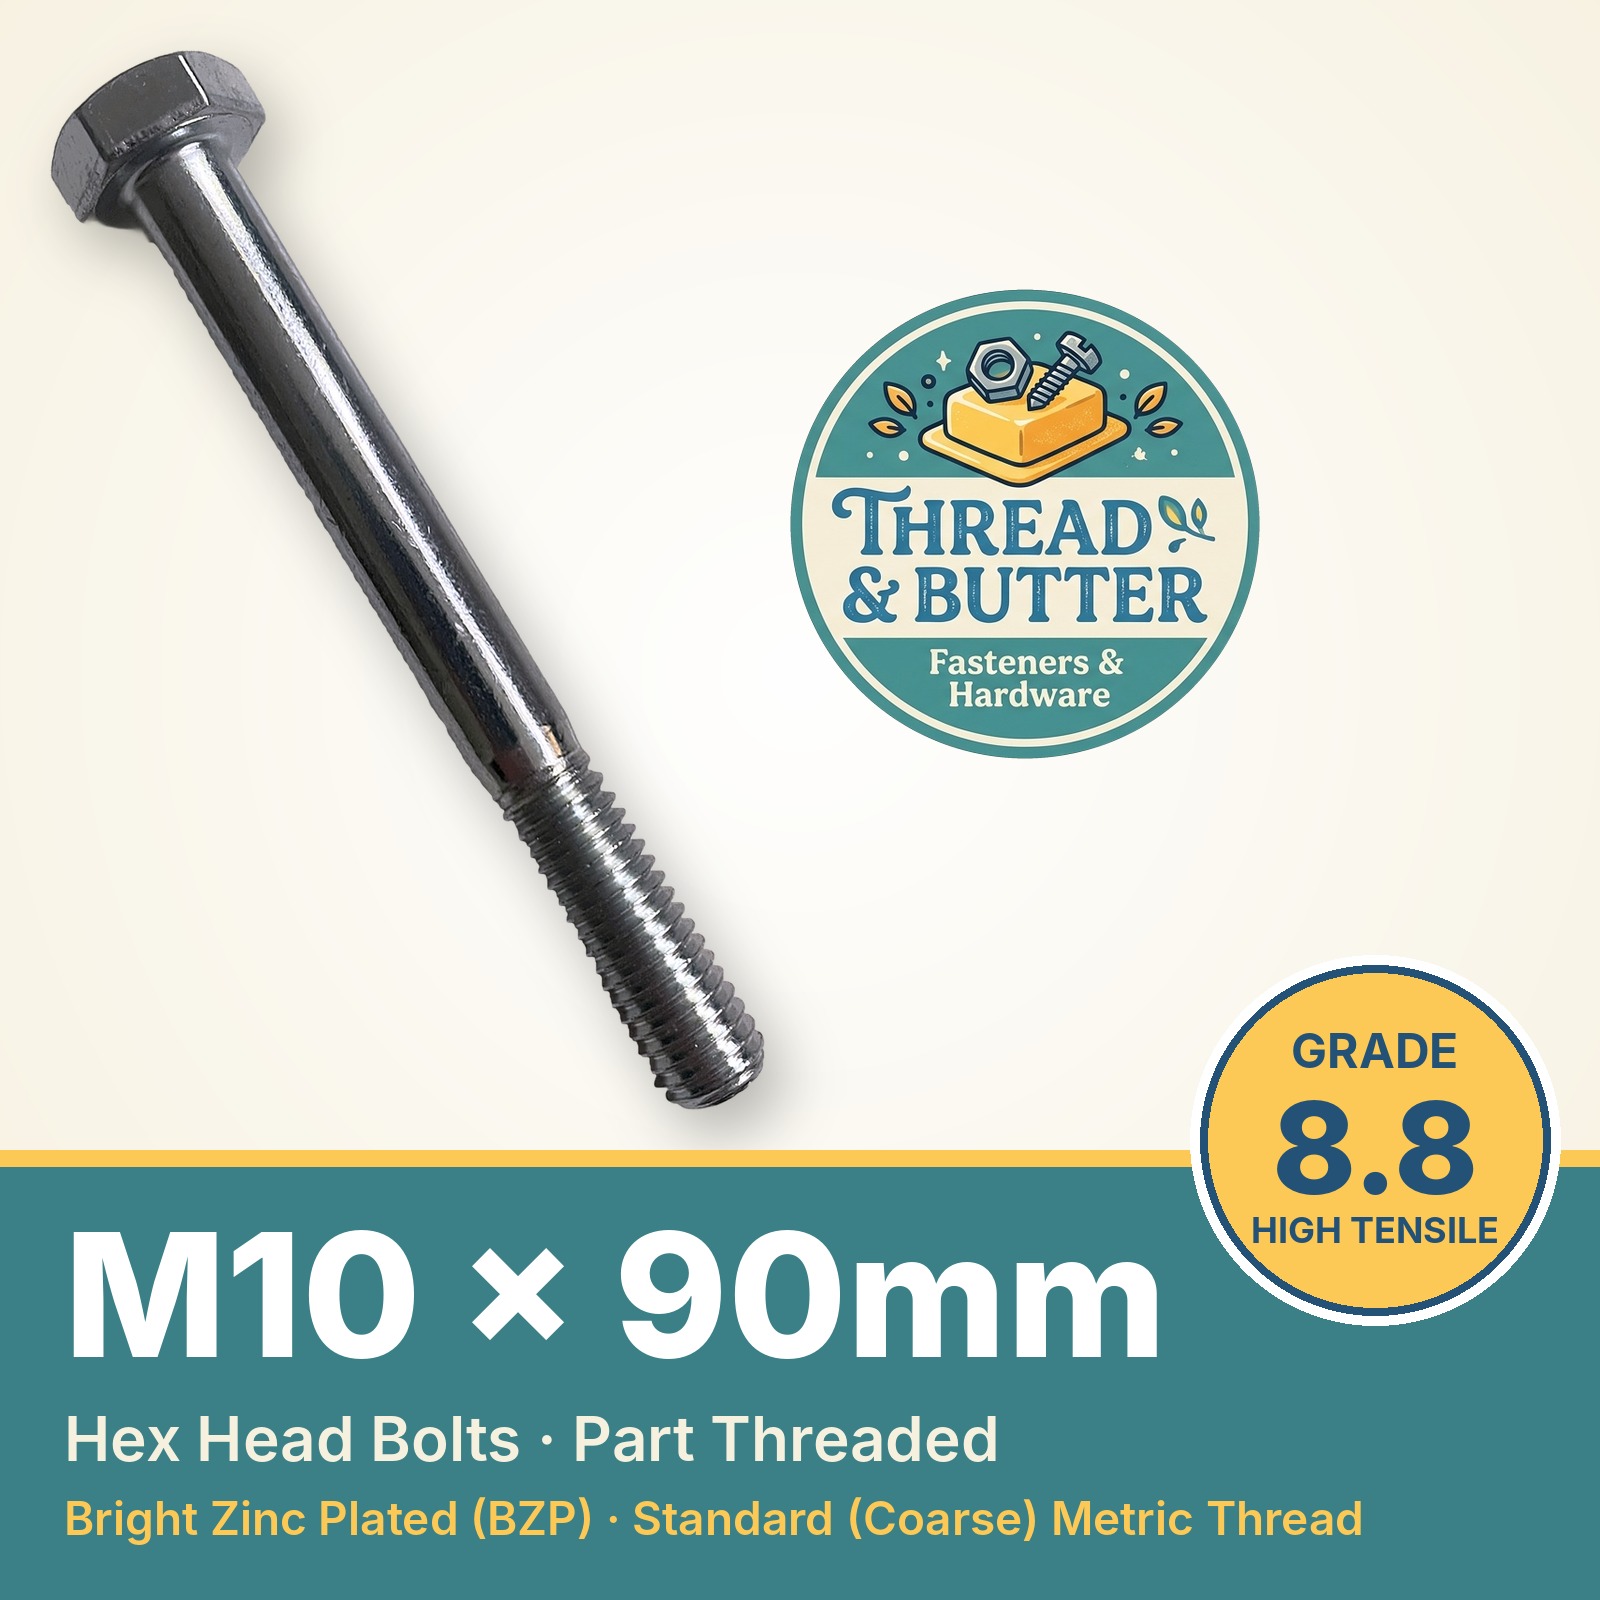 THREAD
& BUTTER
Fasteners &
Hardware
GRADE
8.8
HIGH TENSILE
M10 × 90mm
Hex Head Bolts · Part Threaded
Bright Zinc Plated (BZP) · Standard (Coarse) Metric Thread